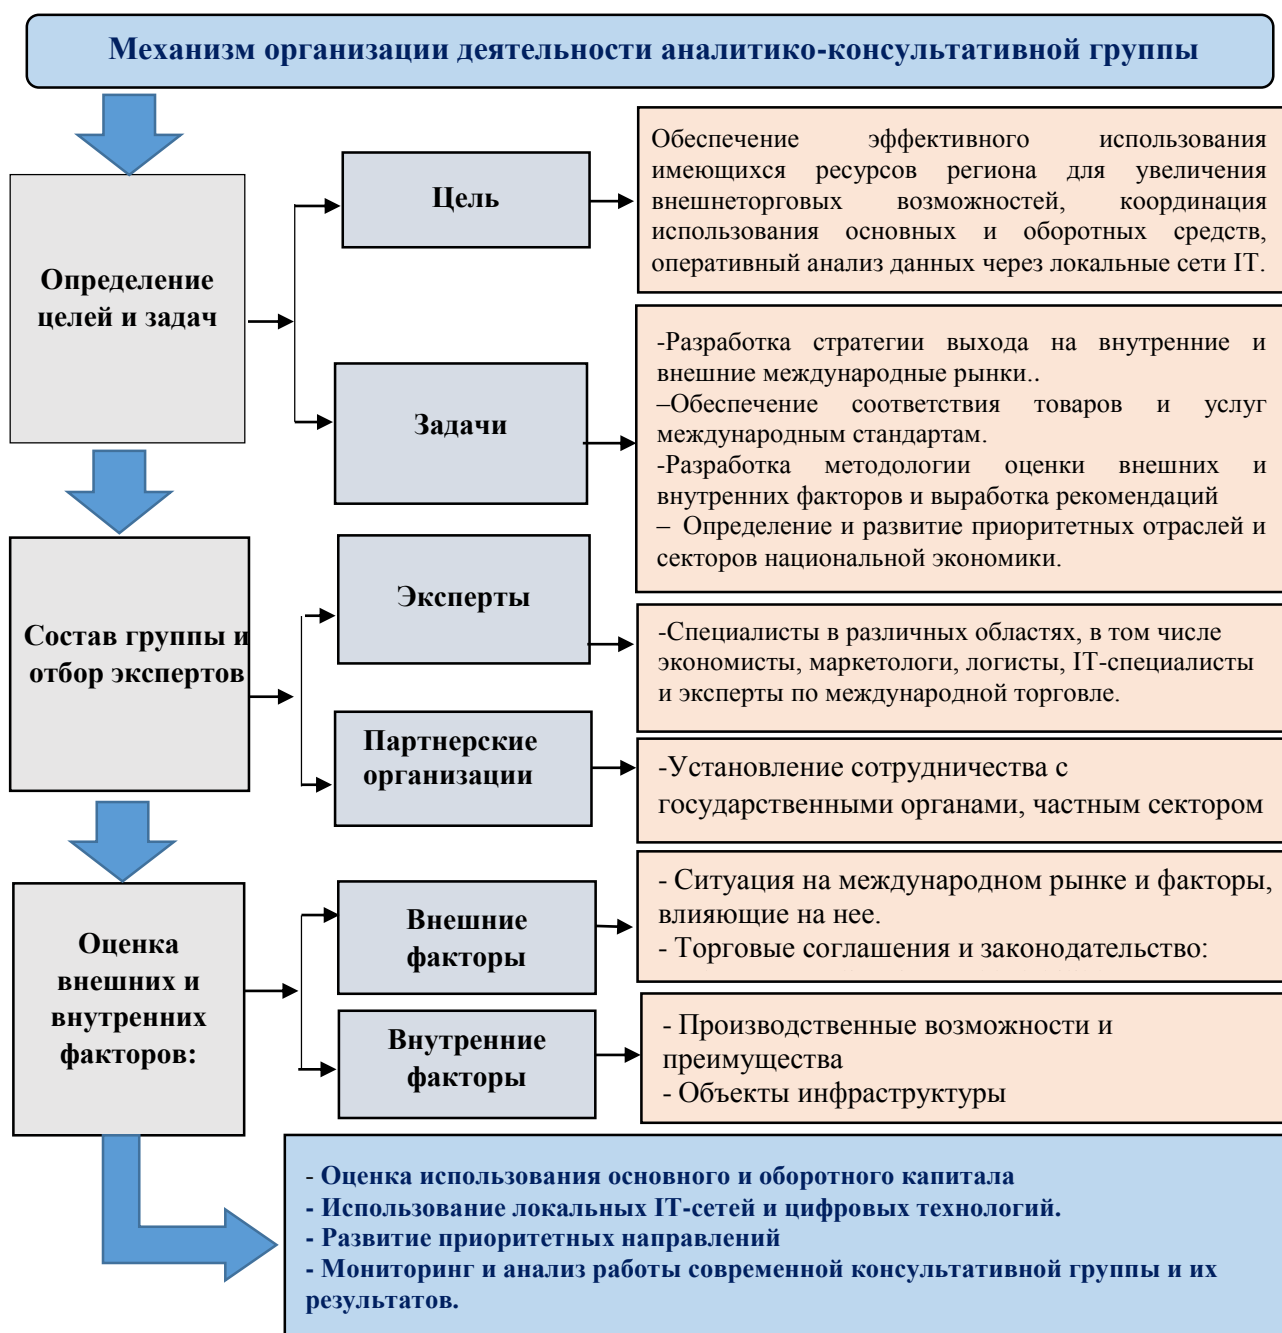 Механизм организации деятельности аналитико-консультативной группы
Определение
целей и задач
Цель
Обеспечение эффективного использования
имеющихся ресурсов региона для увеличения
внешнеторговых возможностей, координация
использования основных и оборотных средств,
оперативный анализ данных через локальные сети IT.
Задачи
-Разработка стратегии выхода на внутренние и
внешние международные рынки..
–Обеспечение соответствия товаров и услуг
международным стандартам.
-Разработка методологии оценки внешних и
внутренних факторов и выработка рекомендаций
– Определение и развитие приоритетных отраслей и
секторов национальной экономики.
Состав группы и
отбор экспертов
Эксперты
-Специалисты в различных областях, в том числе
экономисты, маркетологи, логисты, IT-специалисты
и эксперты по международной торговле.
Партнерские
организации
-Установление сотрудничества с
государственными органами, частным сектором
Оценка
внешних и
внутренних
факторов:
Внешние
факторы
- Ситуация на международном рынке и факторы,
влияющие на нее.
- Торговые соглашения и законодательство:
Внутренние
факторы
- Производственные возможности и
преимущества
- Объекты инфраструктуры
- Оценка использования основного и оборотного капитала
- Использование локальных IT-сетей и цифровых технологий.
- Развитие приоритетных направлений
- Мониторинг и анализ работы современной консультативной группы и их
результатов.